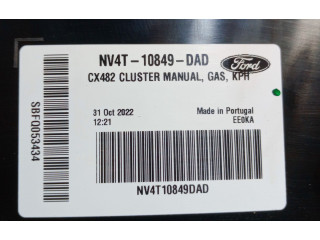 NV4T-10849-DAD
Ford
CX482 CLUSTER MANUAL, GAS, KPH
31 Oct 2022
12:21
Made in Portugal
EE0KA
SBFQ053434
NV4T10849DAD